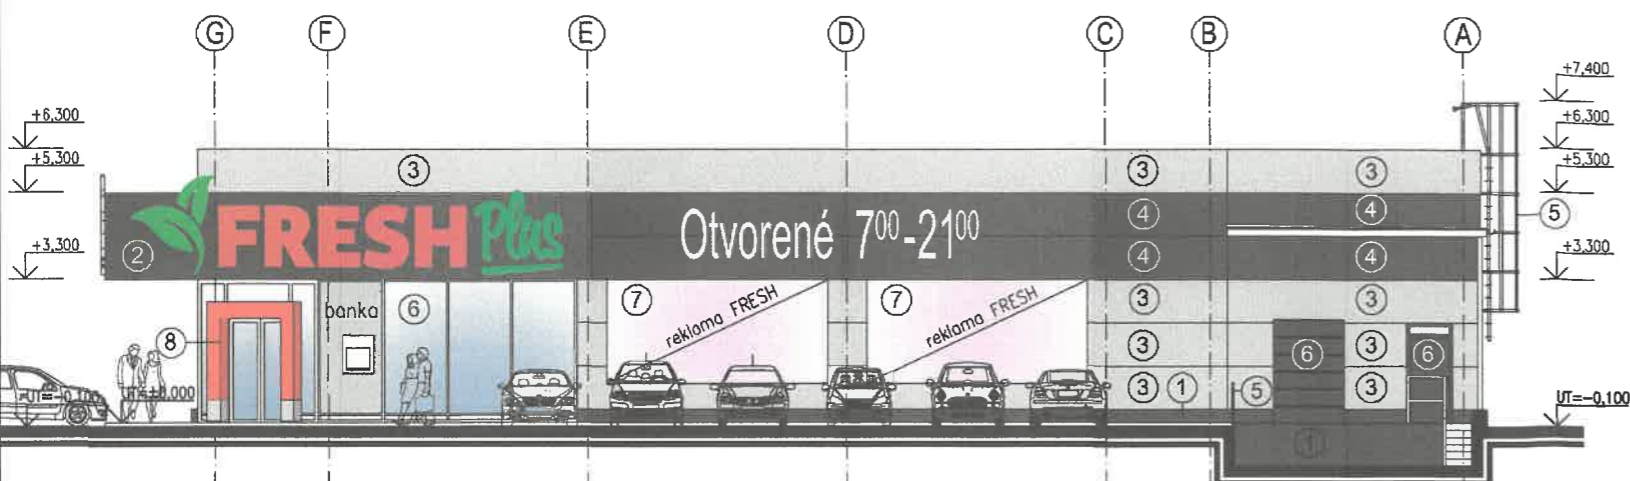 G F E D C B A
+7,400
+6,300 +6,300
+5,300 +5,300
3 3 3
4 4 5
2 FRESH Plus Otvorené 7⁰⁰-21⁰⁰
+3,300 4 4 +3,300
7 7 3 3
banka 6 reklama FRESH reklama FRESH
8 3 6 3 6
±0,000 3 1 5 3
UT=-0,100 UT=-0,100
1